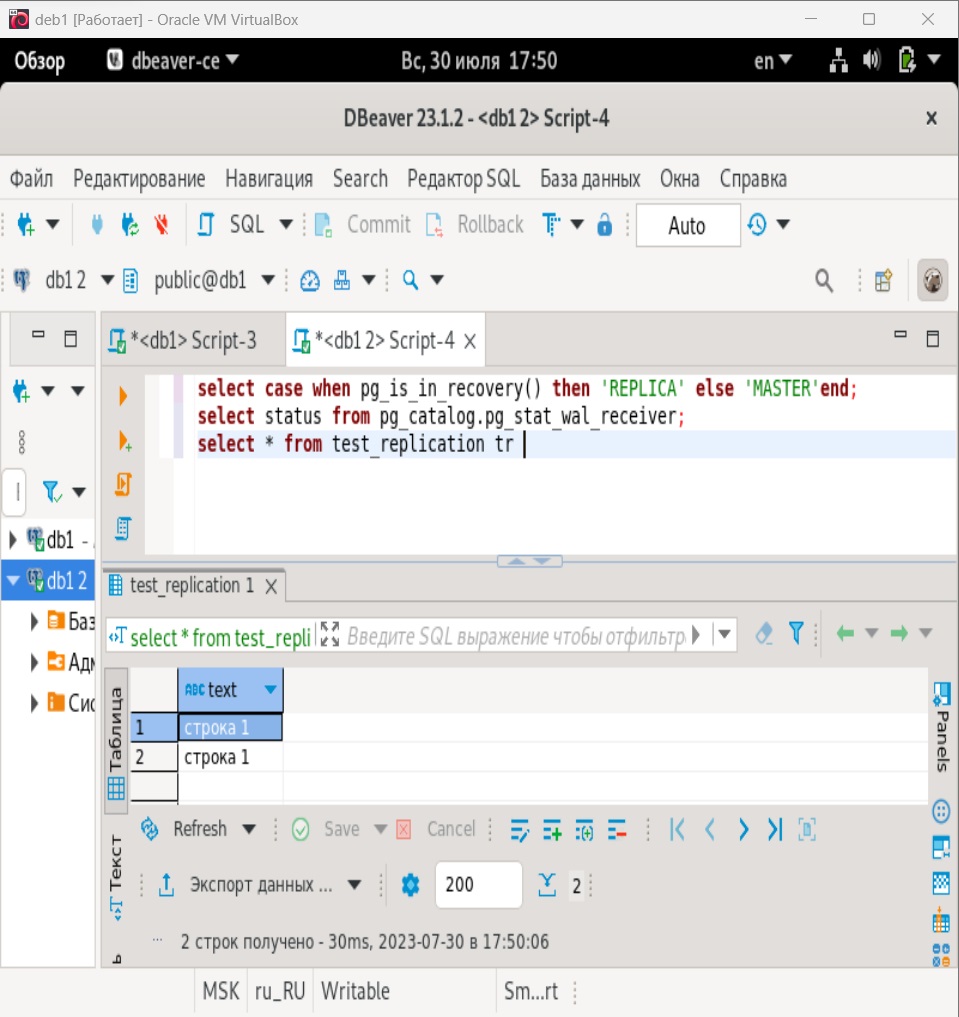 deb1 [Работает] - Oracle VM VirtualBox
Обзор dbeaver-ce Вс, 30 июля 17:50 en
DBeaver 23.1.2 - <db1 2> Script-4 x
Файл Редактирование Навигация Search Редактор SQL База данных Окна Справка
SQL Commit Rollback Auto
db1 2 public@db1
*<db1> Script-3 *<db1 2> Script-4
select case when pg_is_in_recovery() then 'REPLICA' else 'MASTER'end;
select status from pg_catalog.pg_stat_wal_receiver;
select * from test_replication tr
db1 -
db1 2
Баз
Адм
Сис
test_replication 1
select * from test_repli Введите SQL выражение чтобы отфильтр
Таблица
Текст
ABC text
1 строка 1
2 строка 1
Panels
Refresh Save Cancel
Экспорт данных ... 200 2
... 2 строк получено - 30ms, 2023-07-30 в 17:50:06
MSK ru_RU Writable Sm...rt